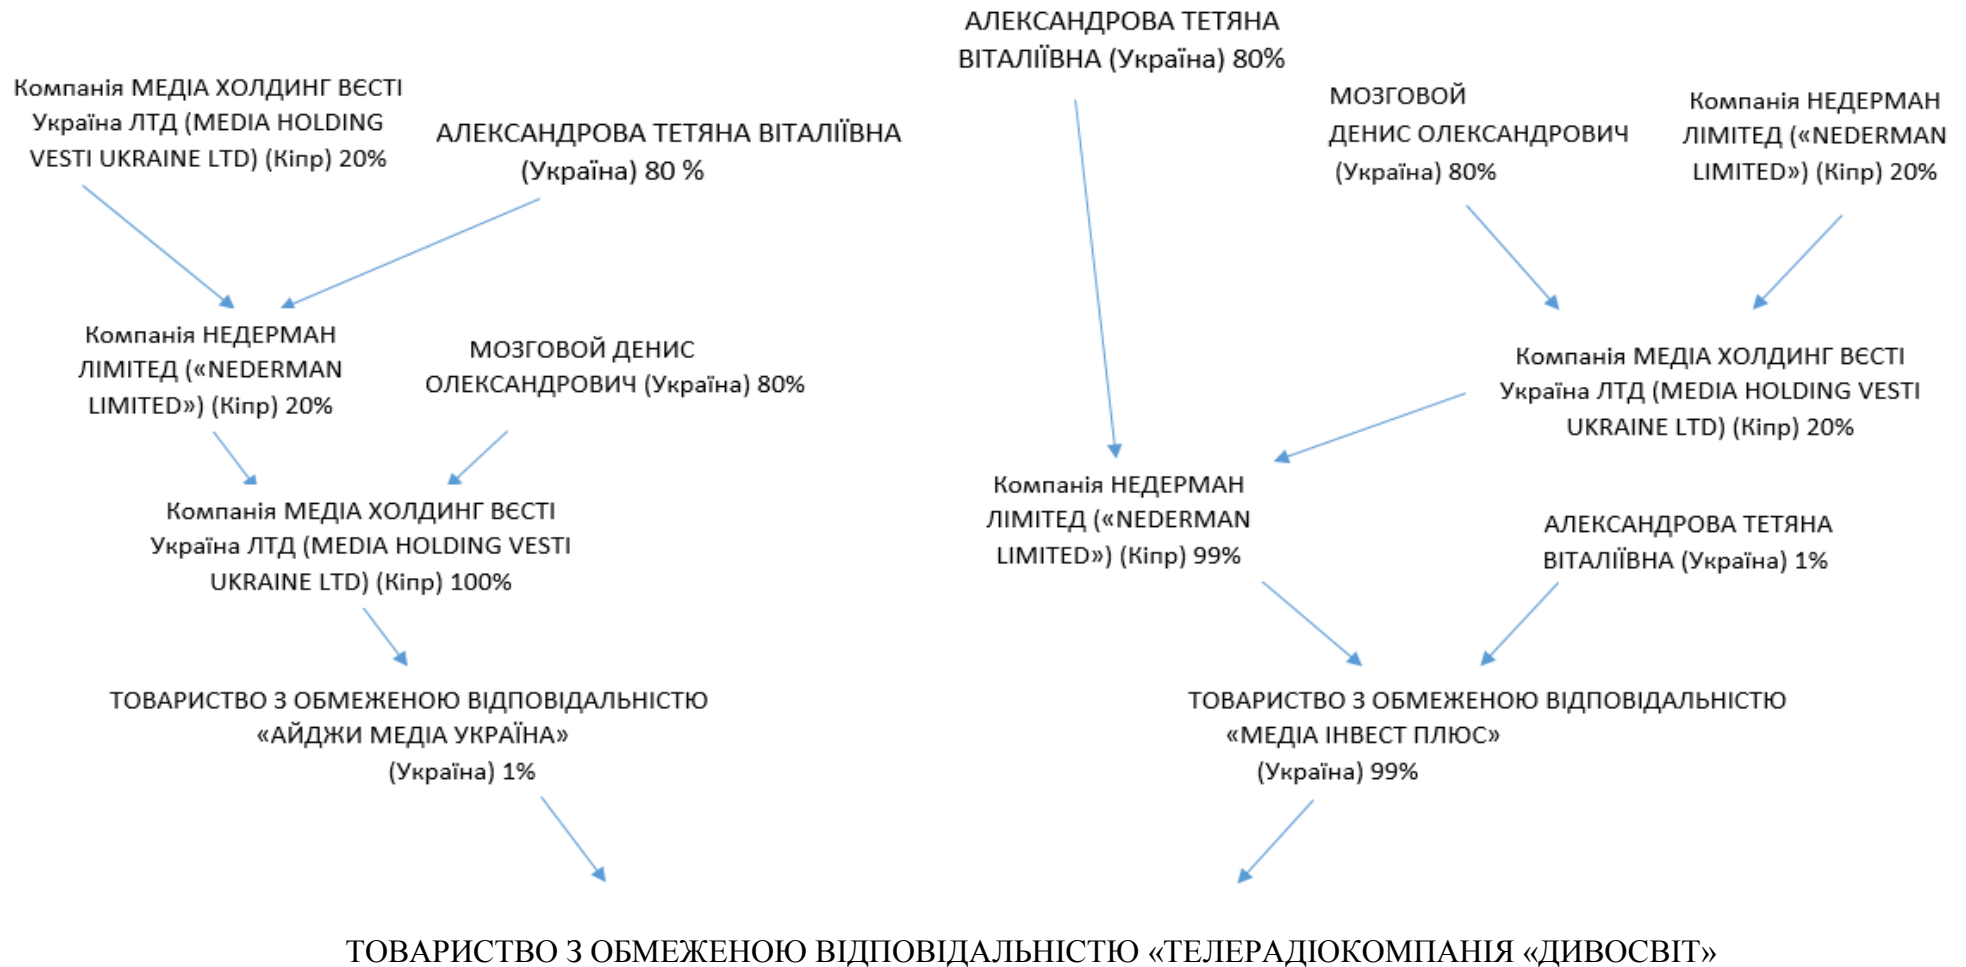 АЛЕКСАНДРОВА ТЕТЯНА
ВІТАЛІЇВНА (Україна) 80%
Компанія МЕДІА ХОЛДИНГ ВЄСТІ
Україна ЛТД (MEDIA HOLDING
VESTI UKRAINE LTD) (Кіпр) 20%
АЛЕКСАНДРОВА ТЕТЯНА ВІТАЛІЇВНА
(Україна) 80 %
МОЗГОВОЙ
ДЕНИС ОЛЕКСАНДРОВИЧ
(Україна) 80%
Компанія НЕДЕРМАН
ЛІМІТЕД («NEDERMAN
LIMITED») (Кіпр) 20%
Компанія НЕДЕРМАН
ЛІМІТЕД («NEDERMAN
LIMITED») (Кіпр) 20%
МОЗГОВОЙ ДЕНИС
ОЛЕКСАНДРОВИЧ (Україна) 80%
Компанія МЕДІА ХОЛДИНГ ВЄСТІ
Україна ЛТД (MEDIA HOLDING VESTI
UKRAINE LTD) (Кіпр) 20%
Компанія МЕДІА ХОЛДИНГ ВЄСТІ
Україна ЛТД (MEDIA HOLDING VESTI
UKRAINE LTD) (Кіпр) 100%
Компанія НЕДЕРМАН
ЛІМІТЕД («NEDERMAN
LIMITED») (Кіпр) 99%
АЛЕКСАНДРОВА ТЕТЯНА
ВІТАЛІЇВНА (Україна) 1%
ТОВАРИСТВО З ОБМЕЖЕНОЮ ВІДПОВІДАЛЬНІСТЮ
«АЙДЖИ МЕДІА УКРАЇНА»
(Україна) 1%
ТОВАРИСТВО З ОБМЕЖЕНОЮ ВІДПОВІДАЛЬНІСТЮ
«МЕДІА ІНВЕСТ ПЛЮС»
(Україна) 99%
ТОВАРИСТВО З ОБМЕЖЕНОЮ ВІДПОВІДАЛЬНІСТЮ «ТЕЛЕРАДІОКОМПАНІЯ «ДИВОСВІТ»